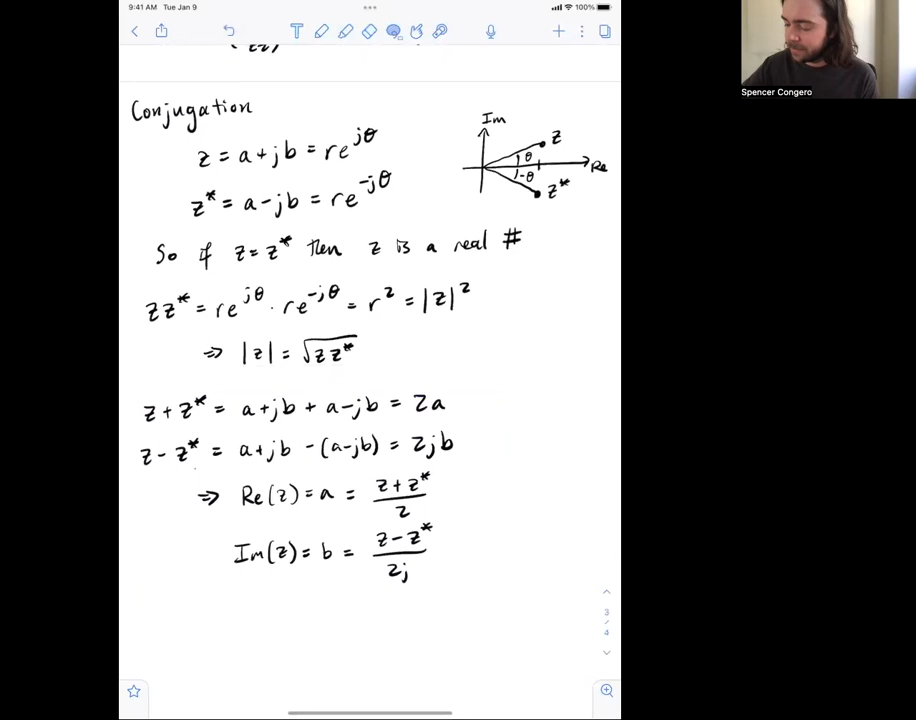 9:41 AM Tue Jan 9
100%
Conjugation
z = a+jb = re^{jθ}
z* = a-jb = re^{-jθ}
Im
z
θ
Re
-θ
z*
So if z=z* then z is a real #
zz* = re^{jθ} · re^{-jθ} = r² = |z|²
⇒ |z| = √(zz*)
z+z* = a+jb + a-jb = 2a
z-z* = a+jb -(a-jb) = 2jb
⇒ Re(z) = a = (z+z*)/2
Im(z) = b = (z-z*)/2j
3
/
4
Spencer Congero